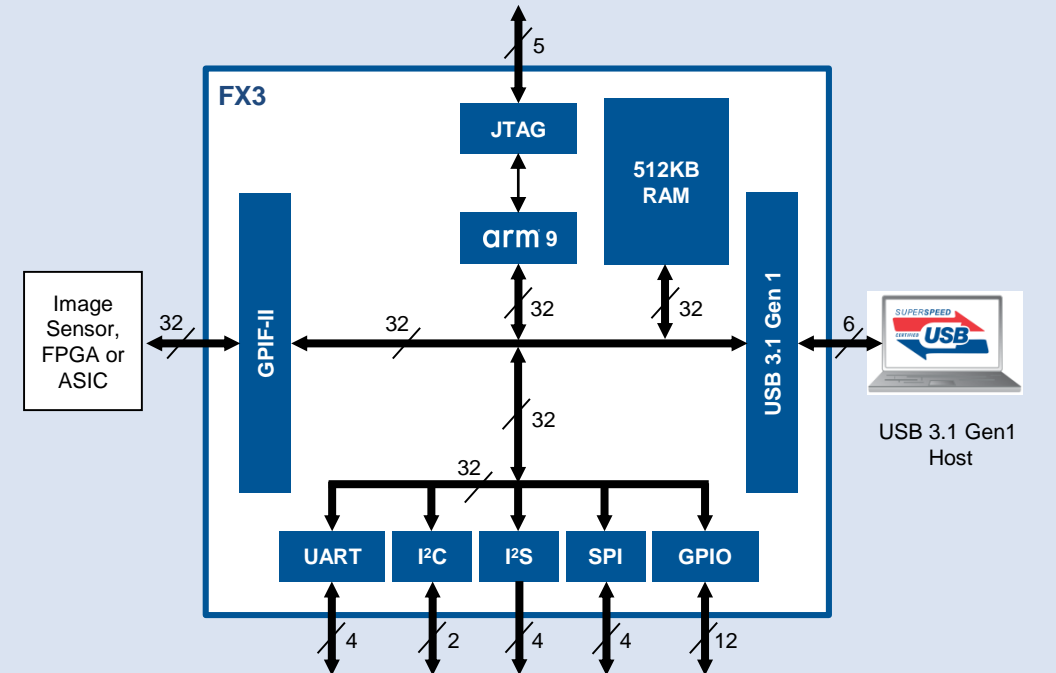 5
FX3
JTAG
512KB
RAM
arm 9
Image
Sensor,
FPGA or
ASIC
32
GPIF-II
32
32
32
USB 3.1 Gen 1
6
SUPERSPEED
CERTIFIED USB
USB 3.1 Gen1
Host
32
32
UART
I²C
I²S
SPI
GPIO
4
2
4
4
12